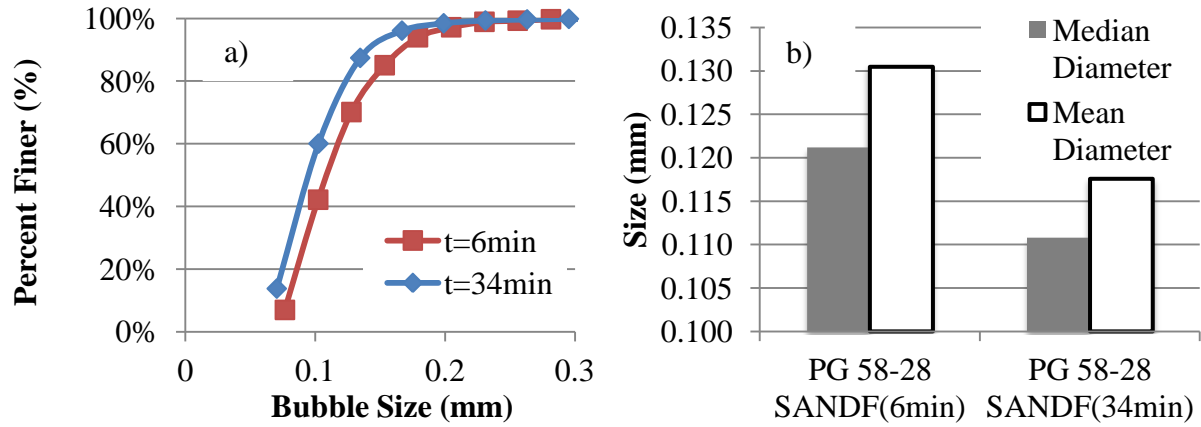 Percent Finer (%)
100%
80%
60%
40%
20%
0%
a)
t=6min
t=34min
0
0.1
0.2
0.3
Bubble Size (mm)
Size (mm)
0.135
0.130
0.125
0.120
0.115
0.110
0.105
0.100
b)
Median
Diameter
Mean
Diameter
PG 58-28
SANDF(6min)
PG 58-28
SANDF(34min)